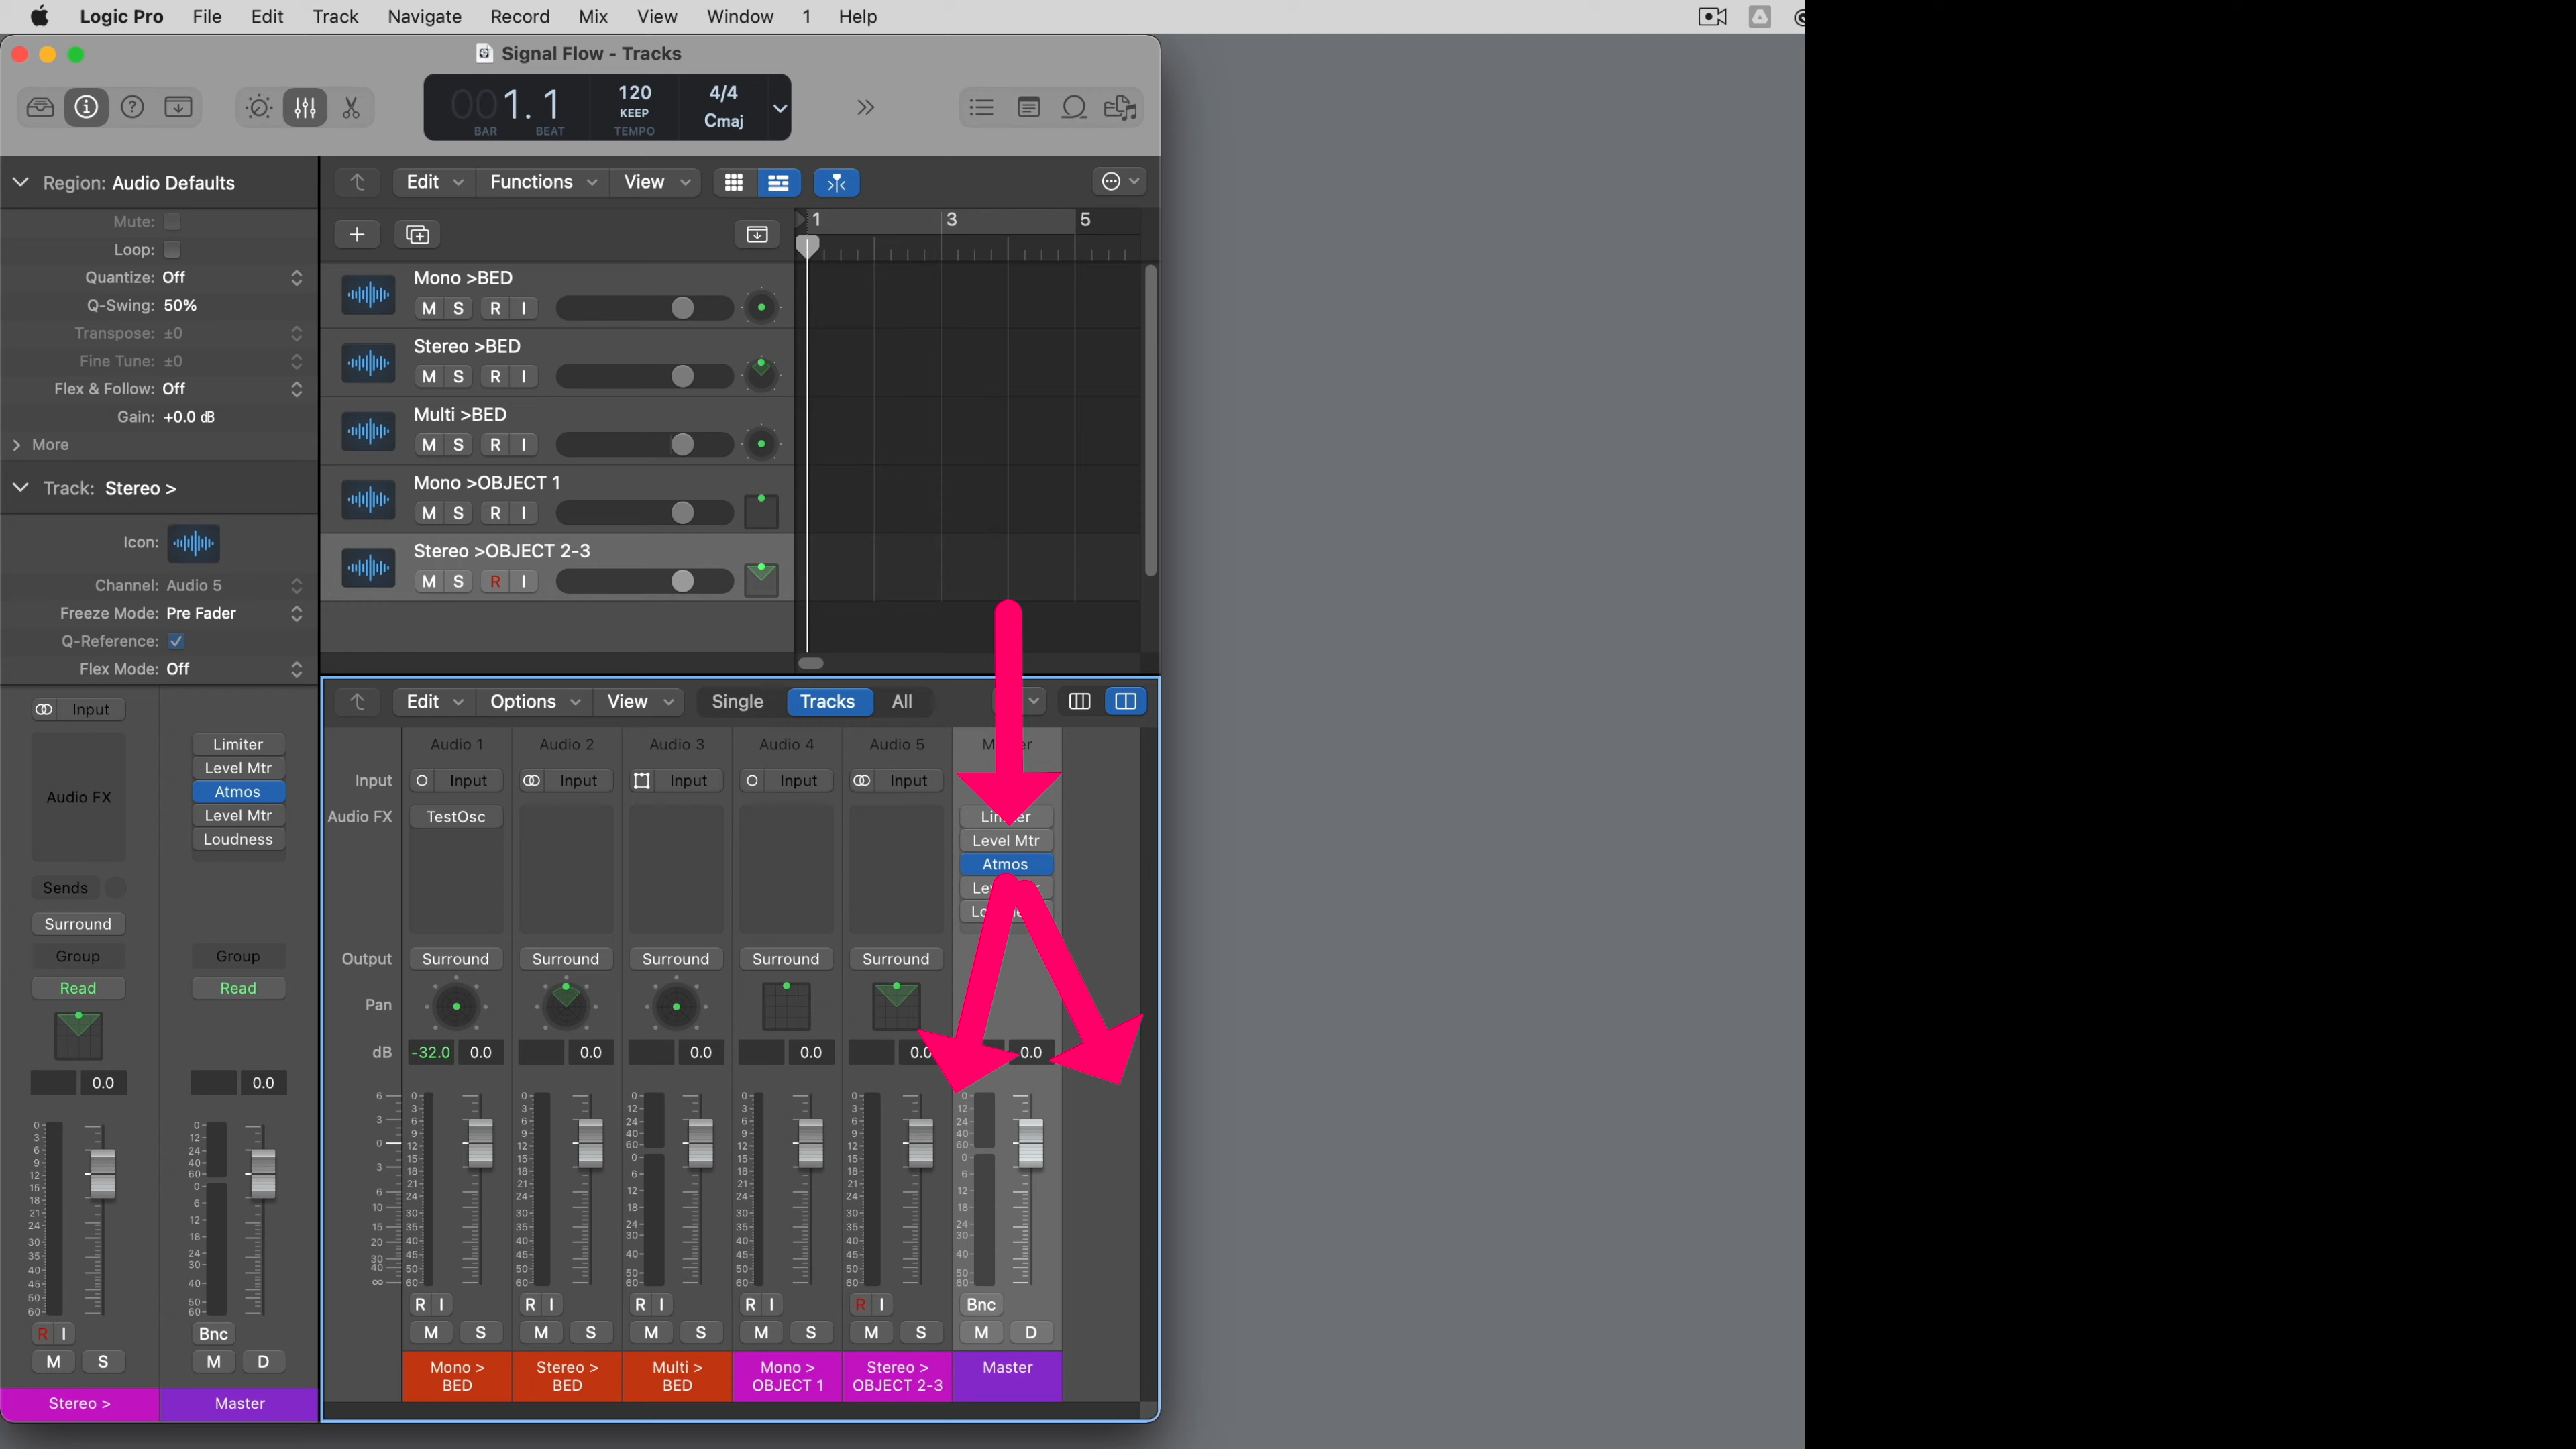 Logic Pro File Edit Track Navigate Record Mix View Window 1 Help
Signal Flow - Tracks
001. 1
BAR BEAT
120
KEEP
TEMPO
4/4
Cmaj
Region: Audio Defaults
Mute:
Loop:
Quantize: Off
Q-Swing: 50%
Transpose: ±0
Fine Tune: ±0
Flex & Follow: Off
Gain: +0.0 dB
More
Track: Stereo >
Icon:
Channel: Audio 5
Freeze Mode: Pre Fader
Q-Reference:
Flex Mode: Off
Edit Functions View
1 3 5
Mono >BED
M S R I
Stereo >BED
M S R I
Multi >BED
M S R I
Mono >OBJECT 1
M S R I
Stereo >OBJECT 2-3
M S R I
Input
Audio FX
Sends
Surround
Group
Read
0.0
R I
M S
Stereo >
Limiter
Level Mtr
Atmos
Level Mtr
Loudness
Group
Read
0.0
Bnc
M D
Master
Edit Options View Single Tracks All
Audio 1 Audio 2 Audio 3 Audio 4 Audio 5
Input Input Input Input Input Input
Audio FX TestOsc
Level Mtr
Atmos
Output Surround Surround Surround Surround Surround
Pan
dB -32.0 0.0 0.0 0.0 0.0 0.0 0.0
R I R I R I R I R I Bnc
M S M S M S M S M S M D
Mono > Stereo > Multi > Mono > Stereo > Master
BED BED BED OBJECT 1 OBJECT 2-3